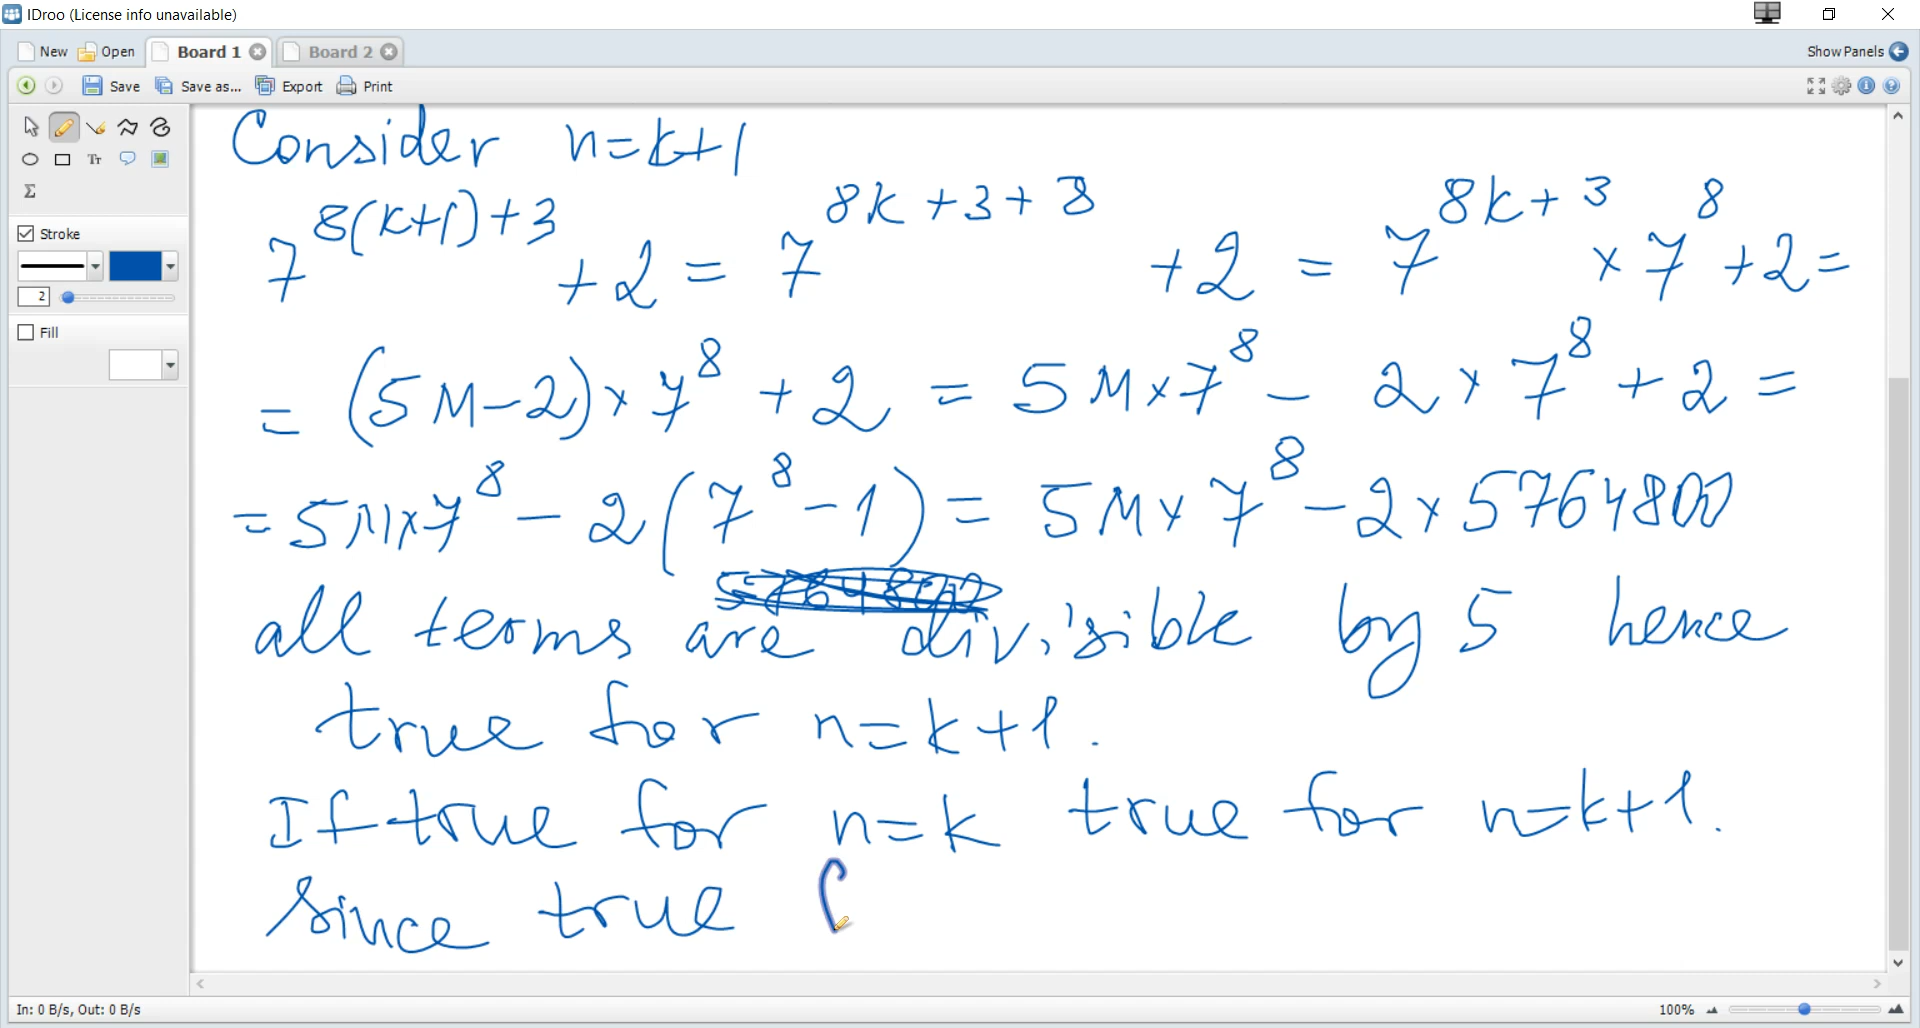 IDroo (License info unavailable)
New Open Board 1 Board 2 Show Panels
Save Save as... Export Print
Tr
Σ
Stroke
2
Fill
Consider n=k+1
7^{8(k+1)+3} + 2 = 7^{8k+3+8} + 2 = 7^{8k+3} × 7^8 + 2 =
= (5M-2) × 7^8 + 2 = 5M × 7^8 - 2 × 7^8 + 2 =
= 5M × 7^8 - 2(7^8 - 1) = 5M × 7^8 - 2 × 5764800
all terms are divisible by 5 hence
true for n=k+1.
If true for n=k true for n=k+1.
Since true
In: 0 B/s, Out: 0 B/s 100%